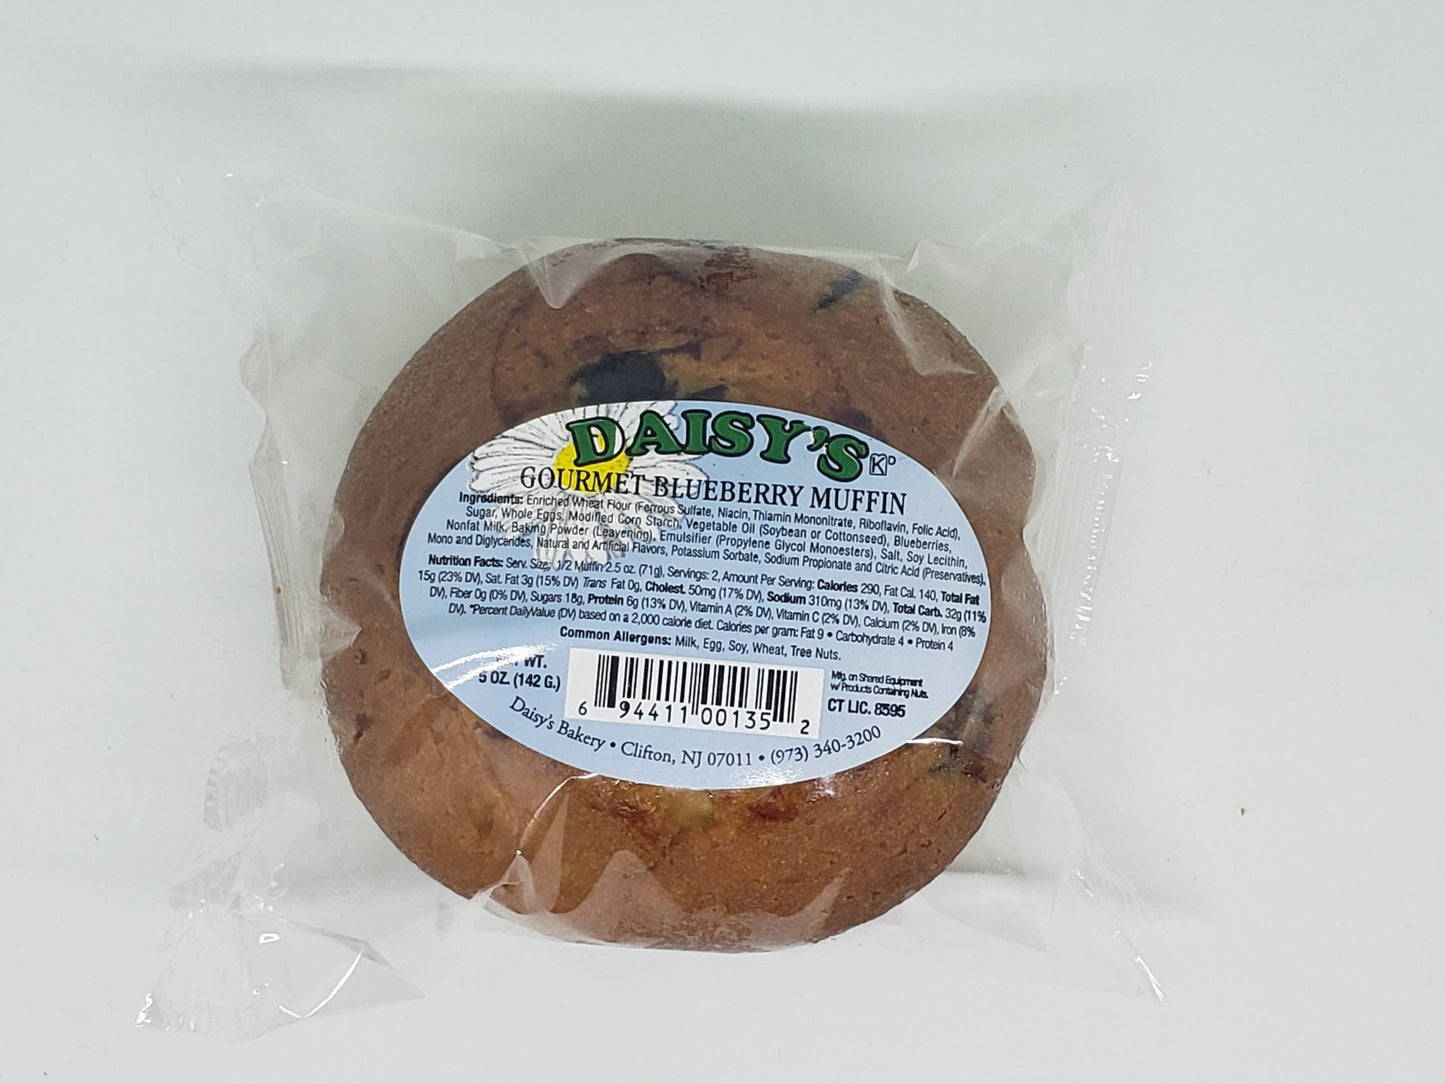 DAISY'S
K D
GOURMET BLUEBERRY MUFFIN
Ingredients: Enriched Wheat Flour (Ferrous Sulfate, Niacin, Thiamin Mononitrate, Riboflavin, Folic Acid),
Sugar, Whole Eggs, Modified Corn Starch, Vegetable Oil (Soybean or Cottonseed), Blueberries,
Nonfat Milk, Baking Powder (Leavening), Emulsifier (Propylene Glycol Monoesters), Salt, Soy Lecithin,
Mono and Diglycerides, Natural and Artificial Flavors, Potassium Sorbate, Sodium Propionate and Citric Acid (Preservatives).
Nutrition Facts: Serv. Size, 1/2 Muffin 2.5 oz. (71g), Servings: 2, Amount Per Serving: Calories 290, Fat Cal. 140, Total Fat
15g (23% DV), Sat. Fat 3g (15% DV) Trans Fat 0g, Cholest. 50mg (17% DV), Sodium 310mg (13% DV), Total Carb. 32g (11%
DV), Fiber 0g (0% DV), Sugars 18g, Protein 6g (13% DV), Vitamin A (2% DV), Vitamin C (2% DV), Calcium (2% DV), Iron (8%
DV). *Percent DailyValue (DV) based on a 2,000 calorie diet. Calories per gram: Fat 9 • Carbohydrate 4 • Protein 4
Common Allergens: Milk, Egg, Soy, Wheat, Tree Nuts.
WT.
5 OZ. (142 G.)
6 94411 00135 2
Mfg. on Shared Equipment
w/ Products Containing Nuts.
CT LIC. 8595
Daisy's Bakery • Clifton, NJ 07011 • (973) 340-3200